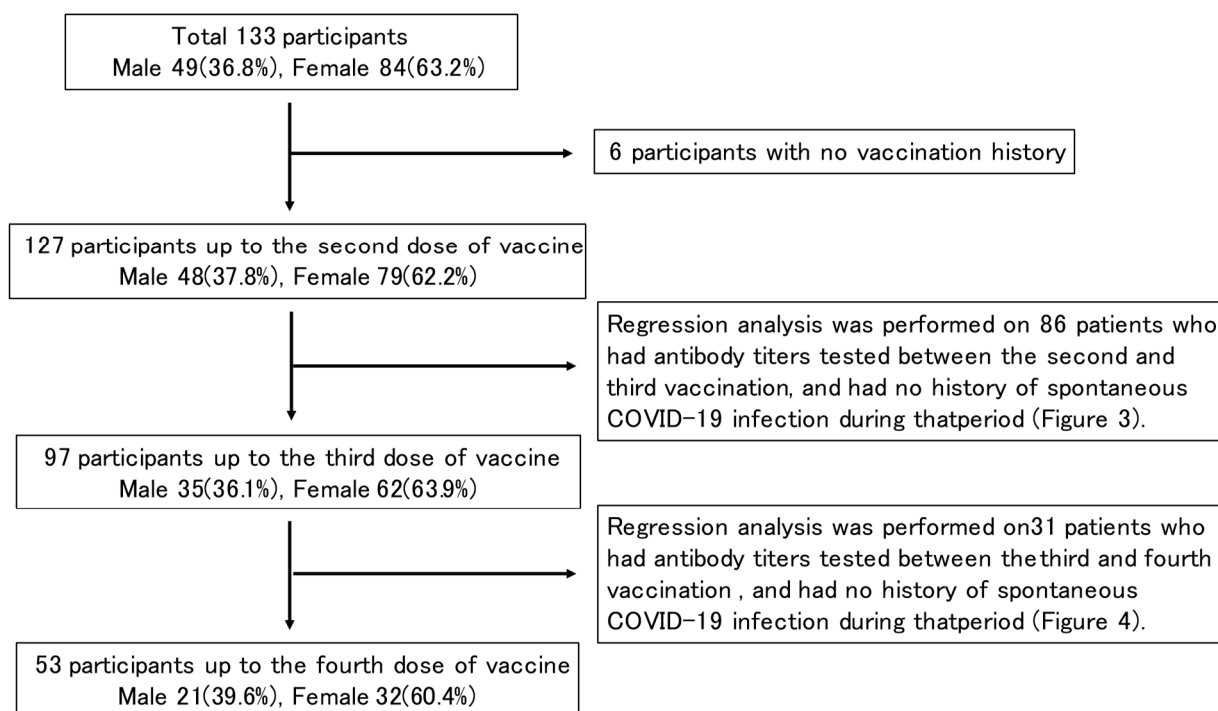 Total 133 participants
Male 49(36.8%), Female 84(63.2%)
6 participants with no vaccination history
127 participants up to the second dose of vaccine
Male 48(37.8%), Female 79(62.2%)
Regression analysis was performed on 86 patients who
had antibody titers tested between the second and
third vaccination, and had no history of spontaneous
COVID-19 infection during thatperiod (Figure 3).
97 participants up to the third dose of vaccine
Male 35(36.1%), Female 62(63.9%)
Regression analysis was performed on31 patients who
had antibody titers tested between thethird and fourth
vaccination , and had no history of spontaneous
COVID-19 infection during thatperiod (Figure 4).
53 participants up to the fourth dose of vaccine
Male 21(39.6%), Female 32(60.4%)